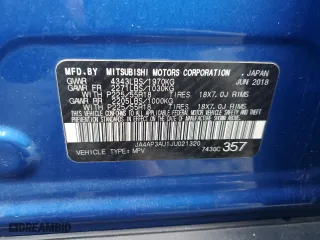 MFD.BY MITSUBISHI MOTORS CORPORATION, JAPAN
GVWR 4343LBS/1970KG JUN 2018
GAWR FR 2271LBS/1030KG
WITH P225/55R18 TIRES 18X7.0J RIMS
GAWR RR 2205LBS/1000KG
WITH P225/55R18 TIRES 18X7.0J RIMS
JA4AP3AU1JU021320
VEHICLE TYPE: MPV 7430C 357
© DREAMBID